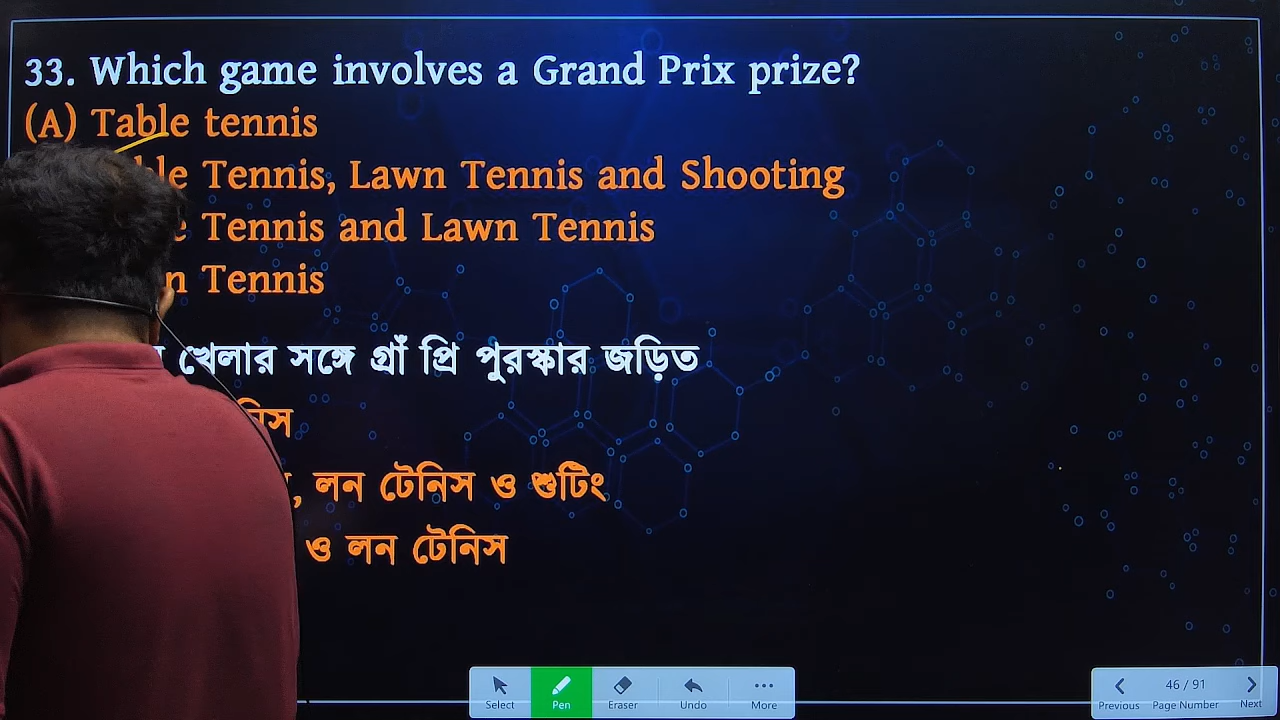 33. Which game involves a Grand Prix prize?
(A) Table tennis
Tennis, Lawn Tennis and Shooting
Tennis and Lawn Tennis
Tennis
খেলার সঙ্গে গ্রাঁ প্রি পুরস্কার জড়িত
, লন টেনিস ও শুটিং
ও লন টেনিস
Select Pen Eraser Undo More
Previous 46 / 91 Page Number Next